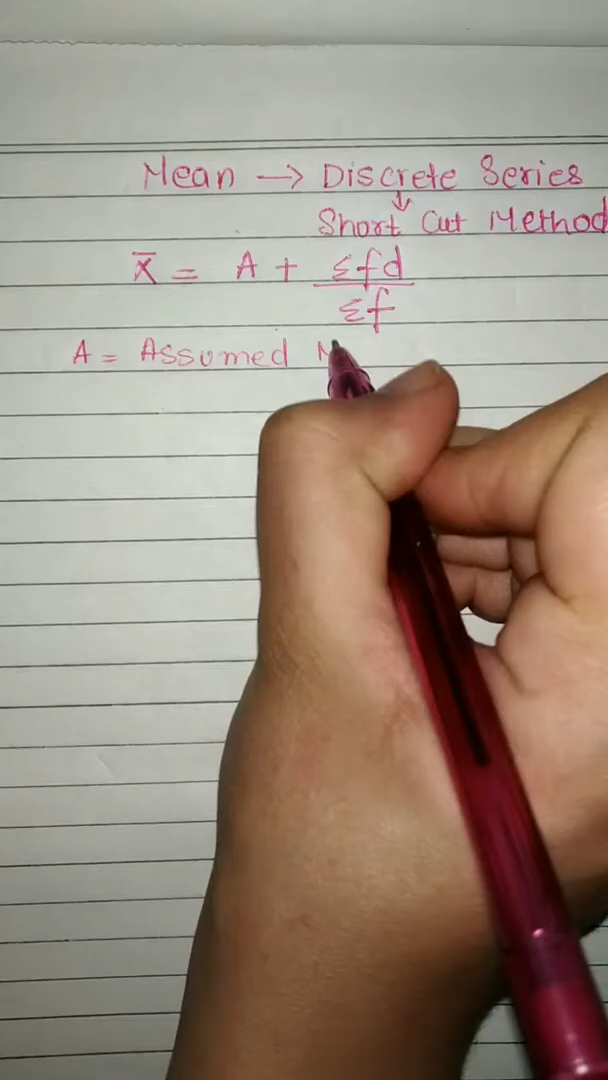 Mean → Discrete Series
↓
Short Cut Method
x̄ = A + Σfd / Σf
A = Assumed M